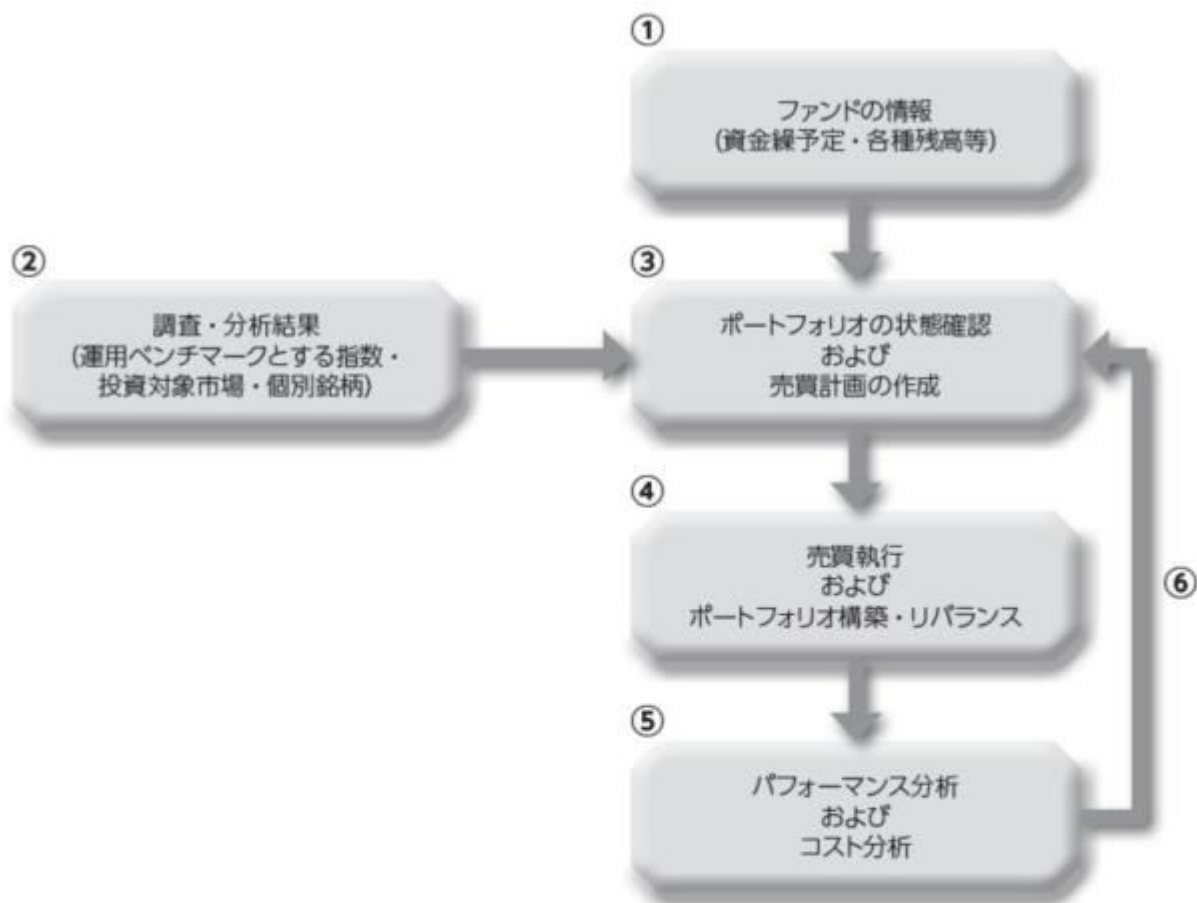 ①
ファンドの情報
(資金繰予定・各種残高等)
②
調査・分析結果
(運用ベンチマークとする指数・
投資対象市場・個別銘柄)
③
ポートフォリオの状態確認
および
売買計画の作成
④
売買執行
および
ポートフォリオ構築・リバランス
⑥
⑤
パフォーマンス分析
および
コスト分析